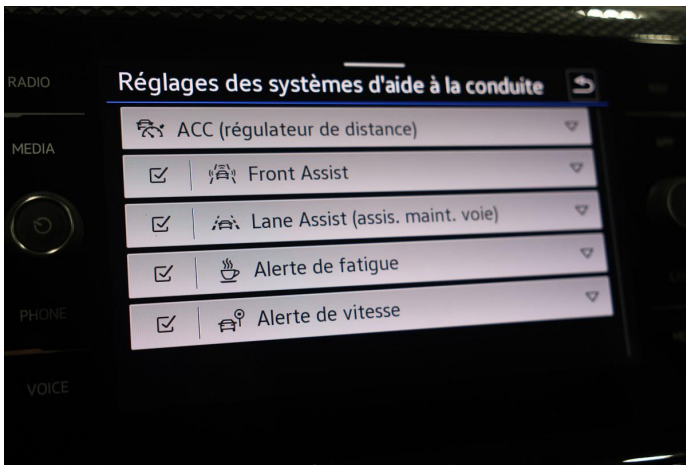 RADIO
MEDIA
PHONE
VOICE
Réglages des systèmes d'aide à la conduite
ACC (régulateur de distance)
Front Assist
Lane Assist (assis. maint. voie)
Alerte de fatigue
Alerte de vitesse